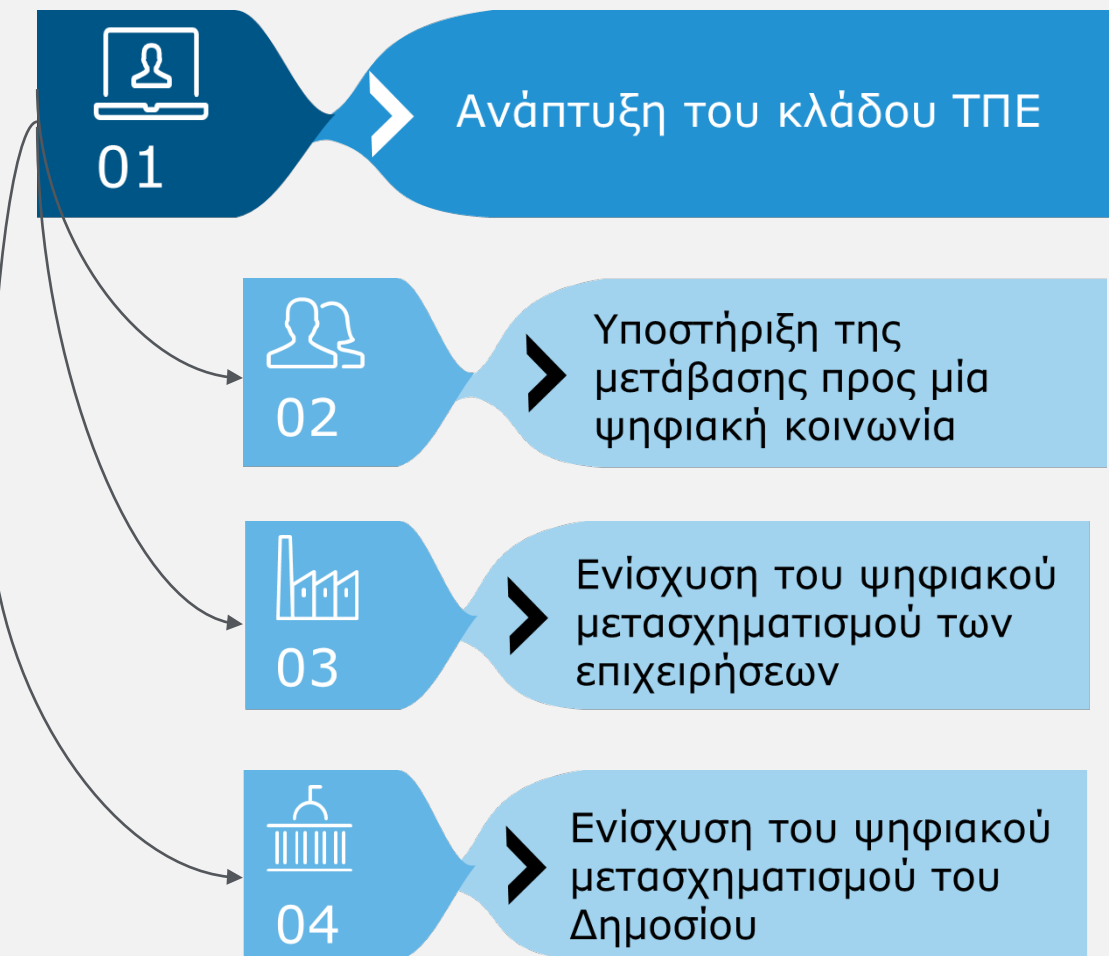 01
Ανάπτυξη του κλάδου ΤΠΕ
02
Υποστήριξη της
μετάβασης προς μία
ψηφιακή κοινωνία
03
Ενίσχυση του ψηφιακού
μετασχηματισμού των
επιχειρήσεων
04
Ενίσχυση του ψηφιακού
μετασχηματισμού του
Δημοσίου